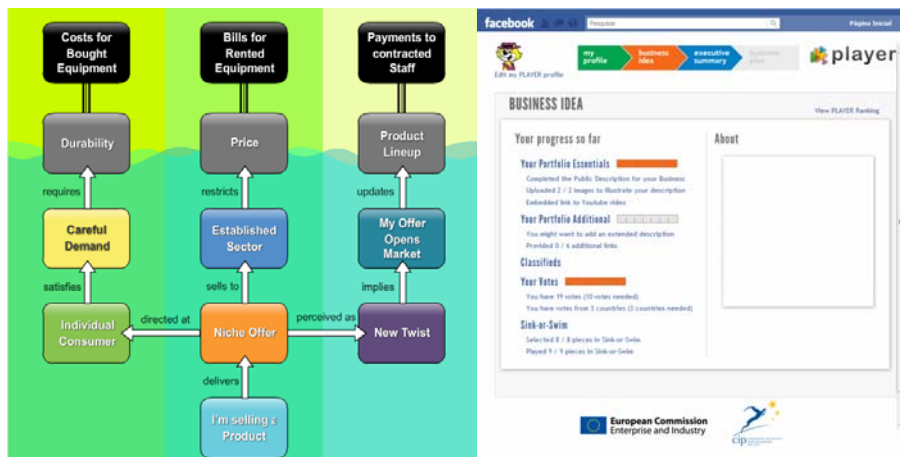 Costs for
Bought
Equipment
Bills for
Rented
Equipment
Payments to
contracted
Staff
Durability
Price
Product
Lineup
requires
restricts
updates
Careful
Demand
Established
Sector
My Offer
Opens
Market
satisfies
sells to
implies
Individual
Consumer
directed at
Niche Offer
perceived as
New Twist
delivers
I'm selling a
Product
facebook
Pesquisar
Página Inicial
Edit my PLAYER profile
my
profile
business
idea
executive
summary
business
plan
player
BUSINESS IDEA
View PLAYER Ranking
Your progress so far
About
Your Portfolio Essentials
Completed the Public Description for your Business
Uploaded 2 / 2 images to illustrate your description
Embedded link to Youtube video
Your Portfolio Additional
You might want to add an extended description
Provided 0 / 6 additional links
Classifieds
Your Votes
You have 19 votes (10 votes needed)
You have votes from 3 countries (3 countries needed)
Sink-or-Swim
Selected 8 / 8 pieces in Sink-or-Swim
Played 9 / 9 pieces in Sink-or-Swim
European Commission
Enterprise and Industry
cip